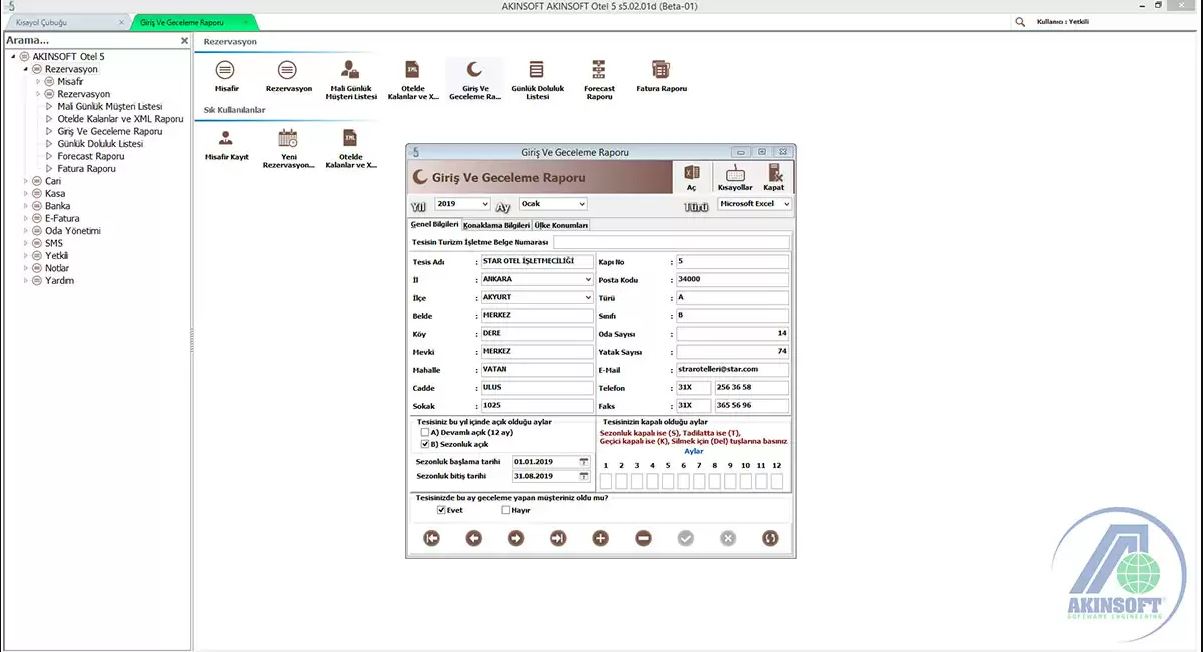 AKINSOFT AKINSOFT Otel 5 s5.02.01d (Beta-01)
Kısayol Çubuğu
Giriş Ve Geceleme Raporu
Kullanıcı : Yetkili
Arama...
AKINSOFT Otel 5
Rezervasyon
Misafir
Rezervasyon
Mali Günlük Müşteri Listesi
Otelde Kalanlar ve XML Raporu
Giriş Ve Geceleme Raporu
Günlük Doluluk Listesi
Forecast Raporu
Fatura Raporu
Cari
Kasa
Banka
E-Fatura
Oda Yönetimi
SMS
Yetkili
Notlar
Yardım
Rezervasyon
Misafir
Rezervasyon
Mali Günlük Müşteri Listesi
Otelde Kalanlar ve X...
Giriş Ve Geceleme Ra...
Günlük Doluluk Listesi
Forecast Raporu
Fatura Raporu
Sık Kullanılanlar
Misafir Kayıt
Yeni Rezervasyon...
Otelde Kalanlar ve X...
Giriş Ve Geceleme Raporu
Giriş Ve Geceleme Raporu
Aç
Kısayollar
Kapat
Yıl 2019 Ay Ocak Türü Microsoft Excel
Genel Bilgileri Konaklama Bilgileri Ülke Konumları
Tesisin Turizm İşletme Belge Numarası
Tesis Adı : STAR OTEL İŞLETMECİLİĞİ Kapı No : 5
İl : ANKARA Posta Kodu : 34000
İlçe : AKYURT Türü : A
Belde : MERKEZ Sınıfı : B
Köy : DERE Oda Sayısı : 14
Mevki : MERKEZ Yatak Sayısı : 74
Mahalle : VATAN E-Mail : strarotelleri@star.com
Cadde : ULUS Telefon : 31X 256 36 58
Sokak : 1025 Faks : 31X 365 56 96
Tesisiniz bu yıl içinde açık olduğu aylar
A) Devamlı açık (12 ay)
B) Sezonluk açık
Sezonluk başlama tarihi 01.01.2019
Sezonluk bitiş tarihi 31.08.2019
Tesisinizin kapalı olduğu aylar
Sezonluk kapalı ise (S), Tadilatta ise (T),
Geçici kapalı ise (K), Silmek için (Del) tuşlarına basınız
Aylar
1 2 3 4 5 6 7 8 9 10 11 12
Tesisinizde bu ay geceleme yapan müşteriniz oldu mu?
Evet Hayır
AKINSOFT
SOFTWARE ENGINEERING